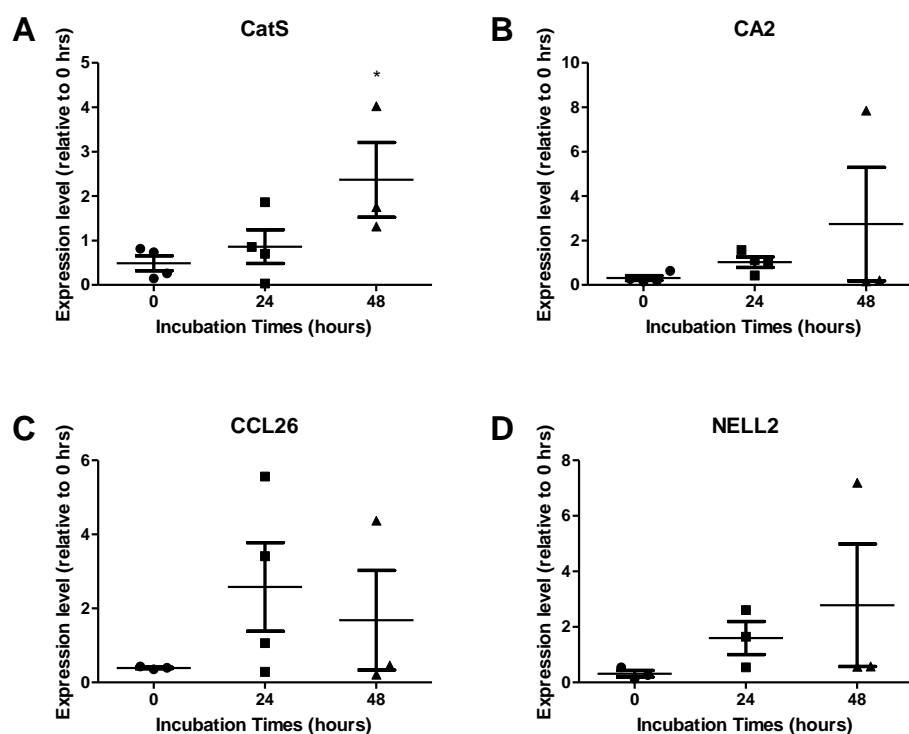 A
CatS
Expression level (relative to 0 hrs)
5
4
3
2
1
0
*
0 24 48
Incubation Times (hours)
B
CA2
Expression level (relative to 0 hrs)
10
8
6
4
2
0
0 24 48
Incubation Times (hours)
C
CCL26
Expression level (relative to 0 hrs)
6
4
2
0
0 24 48
Incubation Times (hours)
D
NELL2
Expression level (relative to 0 hrs)
8
6
4
2
0
0 24 48
Incubation Times (hours)